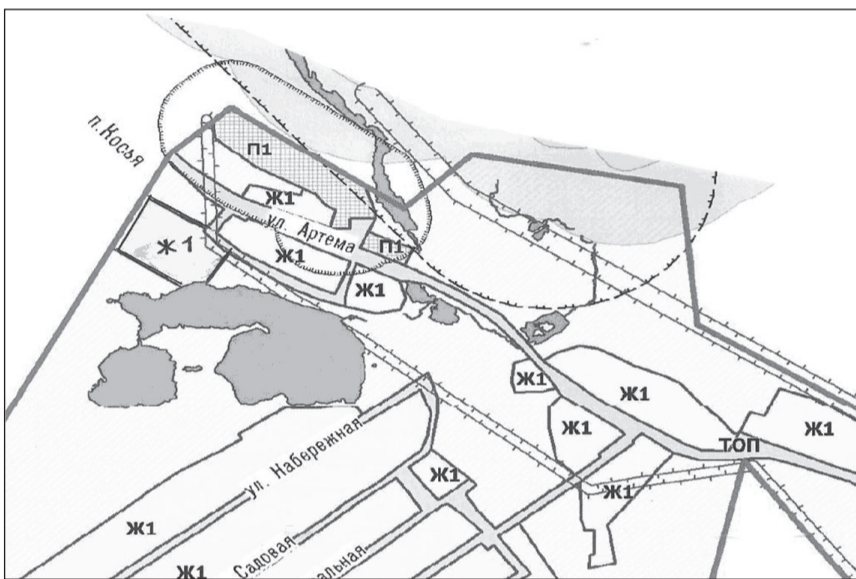 п. Косья
П1
Ж1
ул. Артема
П1
Ж1
Ж 1
Ж1
Ж1
Ж1
Ж1
Ж1
ТОП
ул. Набережная
Ж1
Ж1
Ж1
Садовая
Ж1
альная